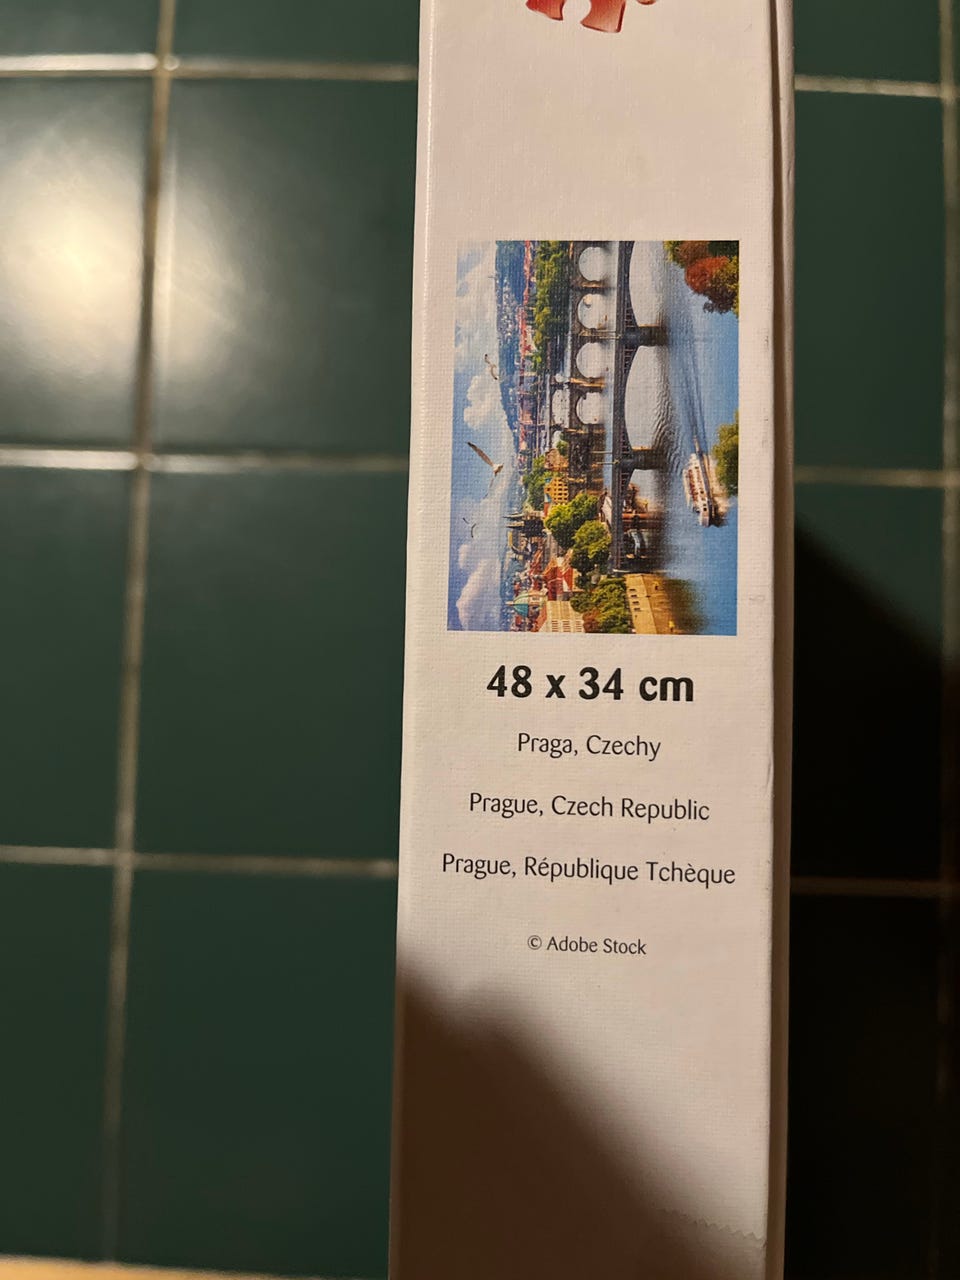 48 x 34 cm
Praga, Czechy
Prague, Czech Republic
Prague, République Tchèque
© Adobe Stock